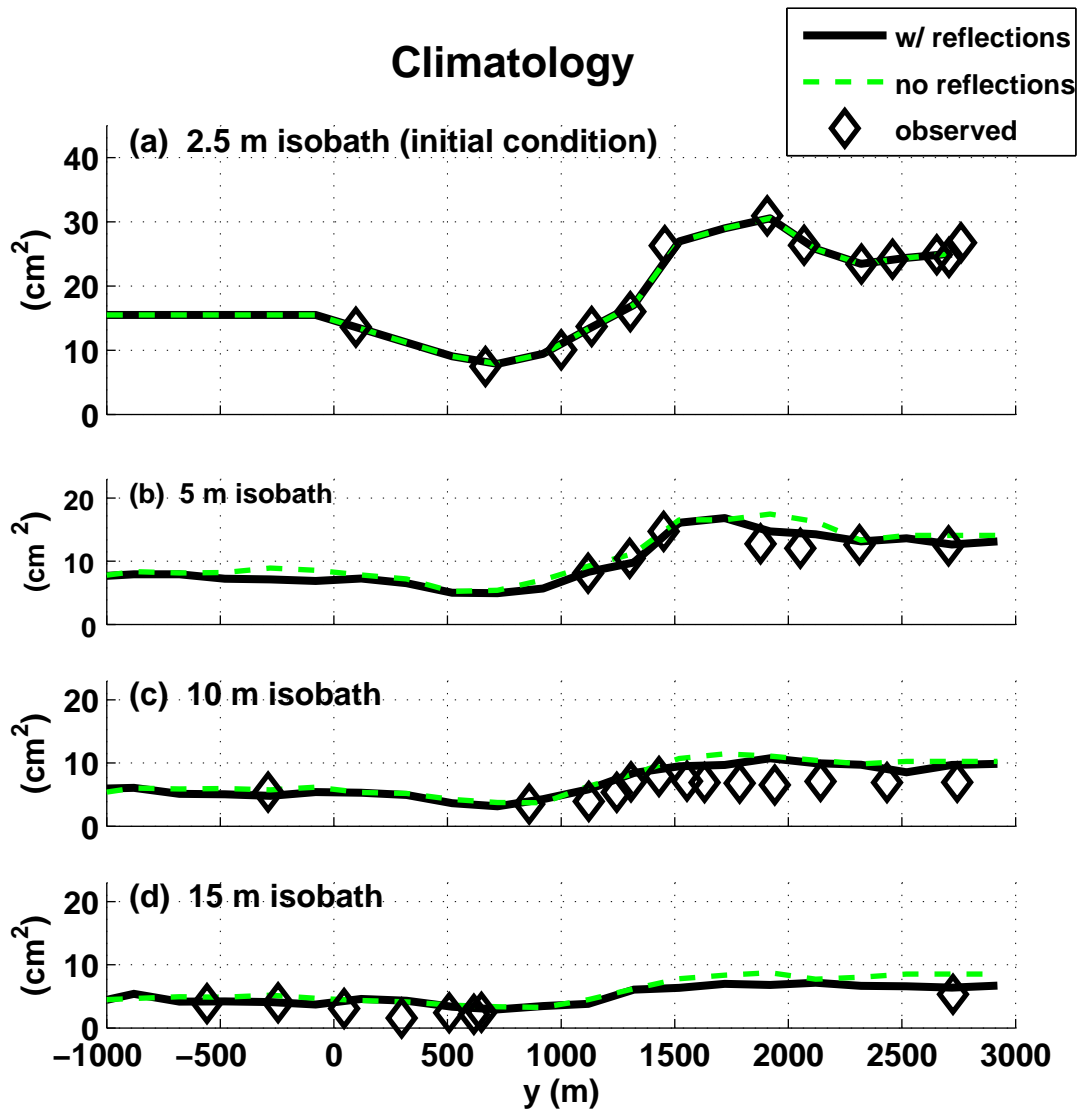 Climatology
w/ reflections
no reflections
observed
(a) 2.5 m isobath (initial condition)
40
30
20
10
0
(cm²)
(b) 5 m isobath
20
10
0
(cm²)
(c) 10 m isobath
20
10
0
(cm²)
(d) 15 m isobath
20
10
0
(cm²)
−1000 −500 0 500 1000 1500 2000 2500 3000
y (m)